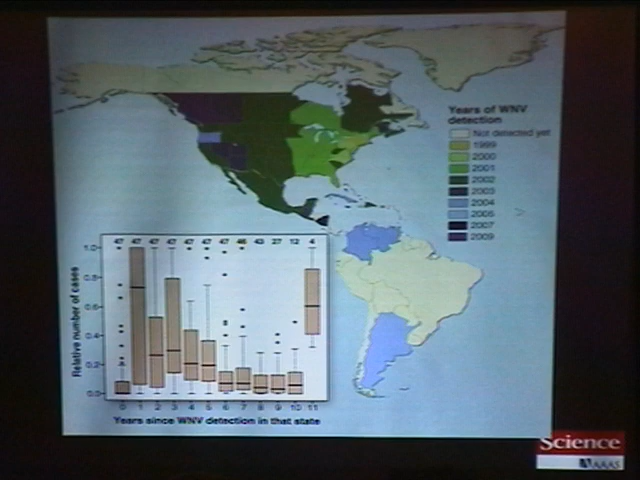 Years of WNV
detection
Not detected yet
1999
2000
2001
2002
2003
2004
2006
2007
2009
47 47 47 47 47 47 47 46 43 27 12 4
1.0
0.8
0.6
0.4
0.2
0.0
Relative number of cases
0 1 2 3 4 5 6 7 8 9 10 11
Years since WNV detection in that state
Science
AAAS